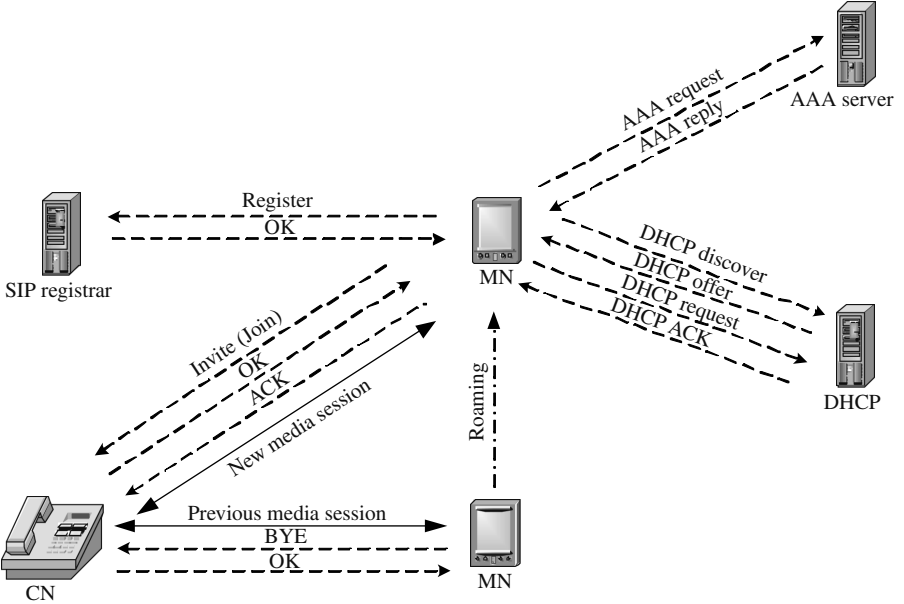 AAA request
AAA reply
AAA server
Register
OK
SIP registrar
MN
DHCP discover
DHCP offer
DHCP request
DHCP ACK
DHCP
Invite (Join)
OK
ACK
New media session
Roaming
Previous media session
BYE
OK
CN
MN